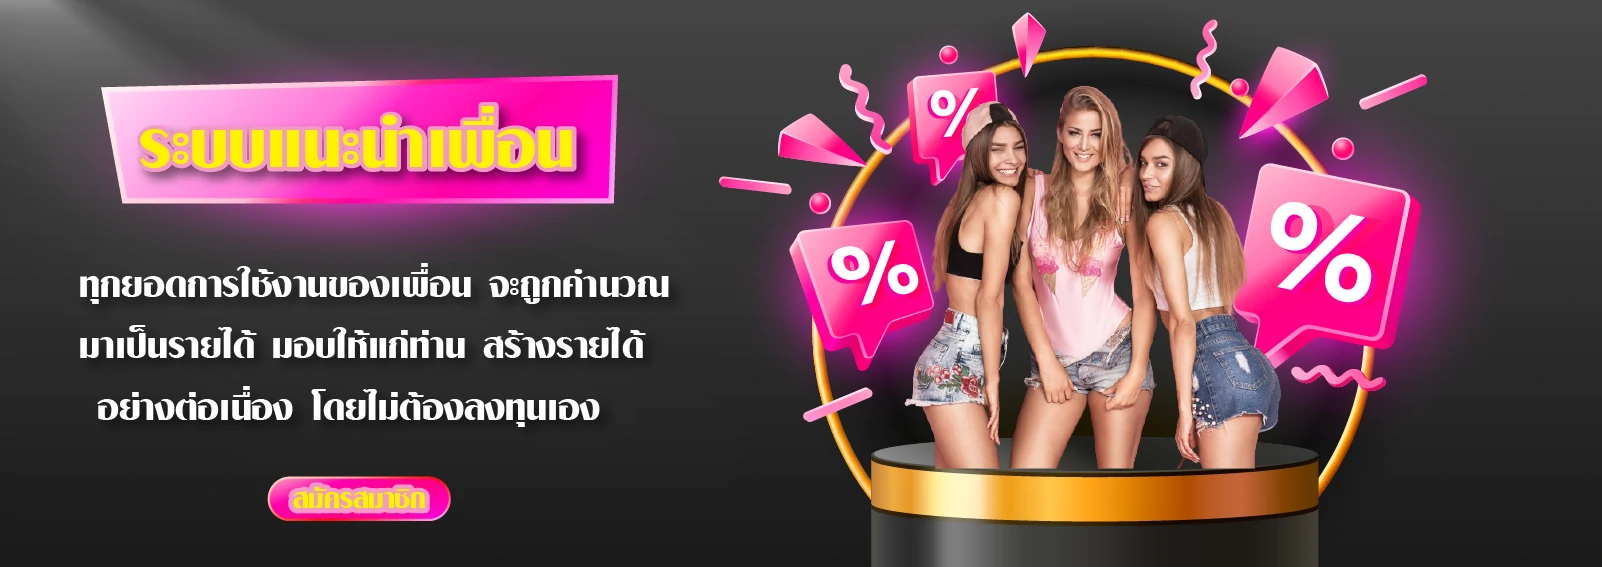 ระบบแนะนำเพื่อน
%
%
%
ทุกยอดการใช้งานของเพื่อน จะถูกคำนวณ
มาเป็นรายได้ มอบให้แก่ท่าน สร้างรายได้
อย่างต่อเนื่อง โดยไม่ต้องลงทุนเอง
สมัครสมาชิก